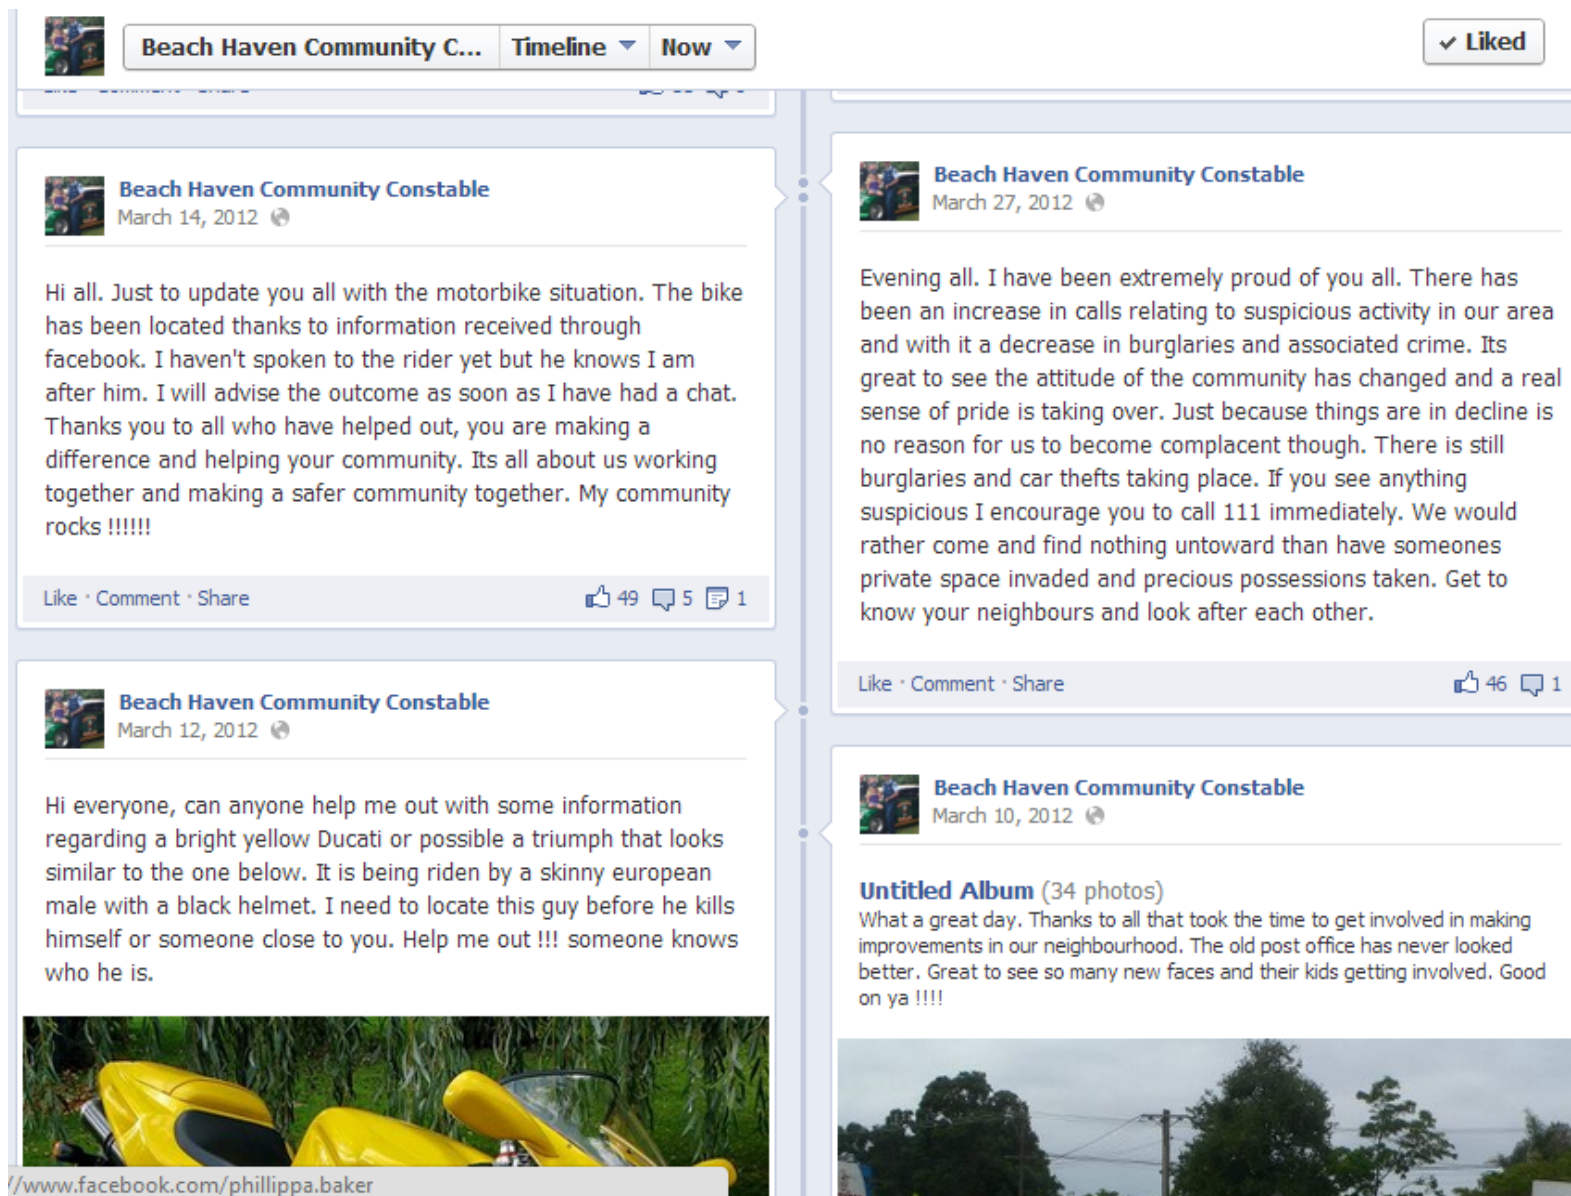 Beach Haven Community C... Timeline Now
Liked
Beach Haven Community Constable
March 14, 2012
Hi all. Just to update you all with the motorbike situation. The bike
has been located thanks to information received through
facebook. I haven't spoken to the rider yet but he knows I am
after him. I will advise the outcome as soon as I have had a chat.
Thanks you to all who have helped out, you are making a
difference and helping your community. Its all about us working
together and making a safer community together. My community
rocks !!!!!!
Like · Comment · Share 49 5 1
Beach Haven Community Constable
March 12, 2012
Hi everyone, can anyone help me out with some information
regarding a bright yellow Ducati or possible a triumph that looks
similar to the one below. It is being riden by a skinny european
male with a black helmet. I need to locate this guy before he kills
himself or someone close to you. Help me out !!! someone knows
who he is.
//www.facebook.com/phillippa.baker
Beach Haven Community Constable
March 27, 2012
Evening all. I have been extremely proud of you all. There has
been an increase in calls relating to suspicious activity in our area
and with it a decrease in burglaries and associated crime. Its
great to see the attitude of the community has changed and a real
sense of pride is taking over. Just because things are in decline is
no reason for us to become complacent though. There is still
burglaries and car thefts taking place. If you see anything
suspicious I encourage you to call 111 immediately. We would
rather come and find nothing untoward than have someones
private space invaded and precious possessions taken. Get to
know your neighbours and look after each other.
Like · Comment · Share 46 1
Beach Haven Community Constable
March 10, 2012
Untitled Album (34 photos)
What a great day. Thanks to all that took the time to get involved in making
improvements in our neighbourhood. The old post office has never looked
better. Great to see so many new faces and their kids getting involved. Good
on ya !!!!